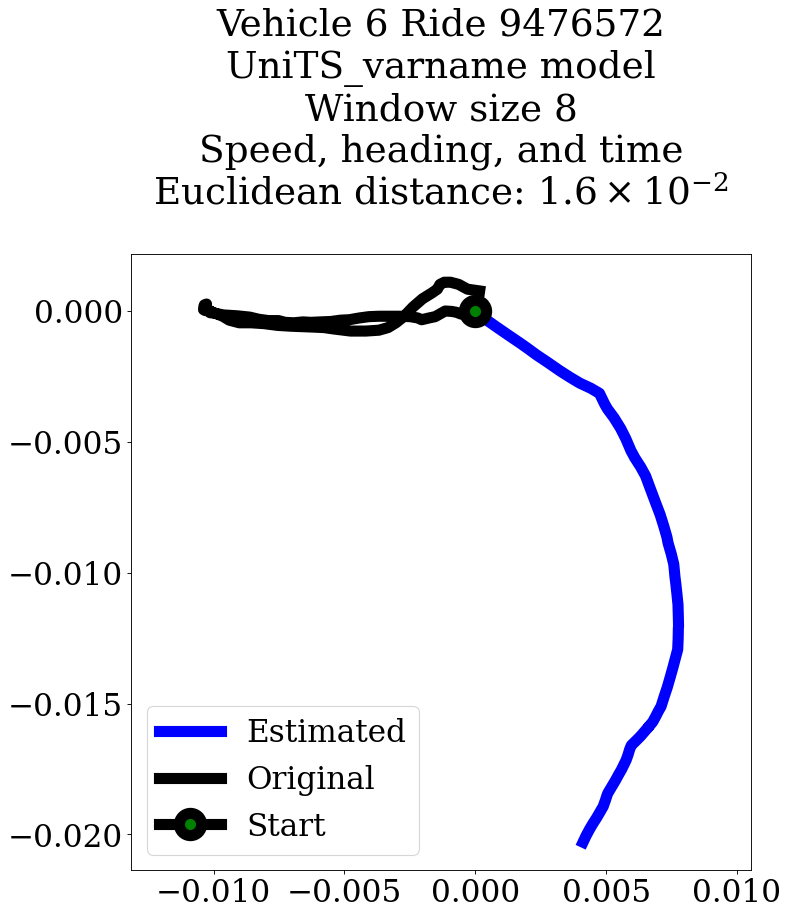 Vehicle 6 Ride 9476572
UniTS_varname model
Window size 8
Speed, heading, and time
Euclidean distance: 1.6 × 10⁻²
0.000
−0.005
−0.010
−0.015
−0.020
Estimated
Original
Start
−0.010 −0.005 0.000 0.005 0.010